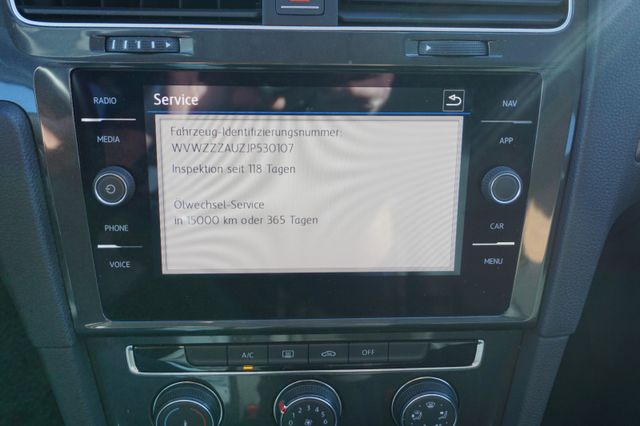 RADIO
Service
NAV
MEDIA
APP
Fahrzeug-Identifizierungsnummer:
WVWZZZAUZJP530107
Inspektion seit 118 Tagen
Ölwechsel-Service
in 15000 km oder 365 Tagen
PHONE
CAR
VOICE
MENU
A/C
OFF